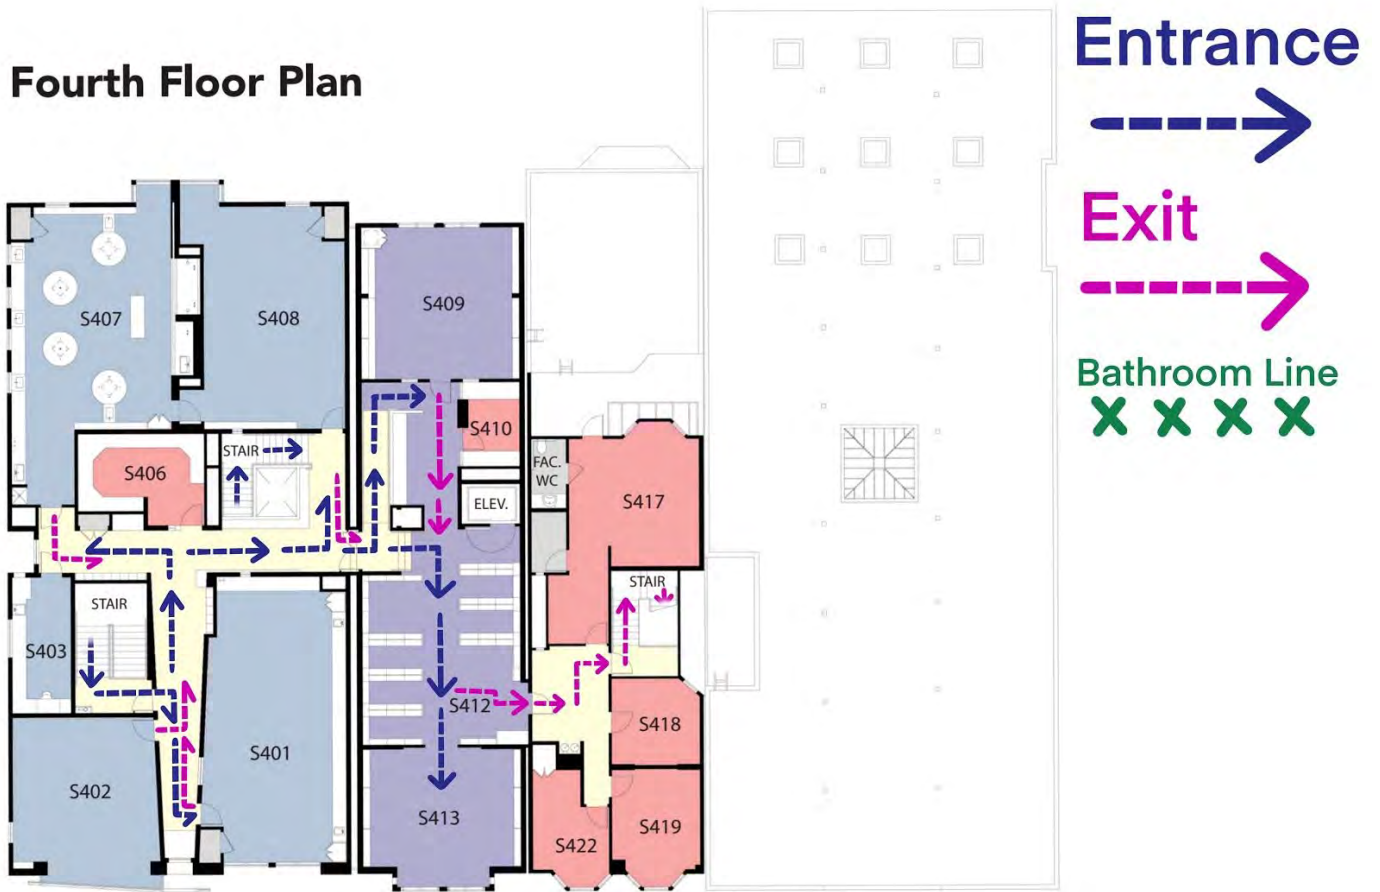 Fourth Floor Plan
Entrance
Exit
Bathroom Line
S407
S408
S409
S410
STAIR
S406
ELEV.
FAC.
WC
S417
STAIR
STAIR
S403
S412
S418
S401
S402
S413
S419
S422